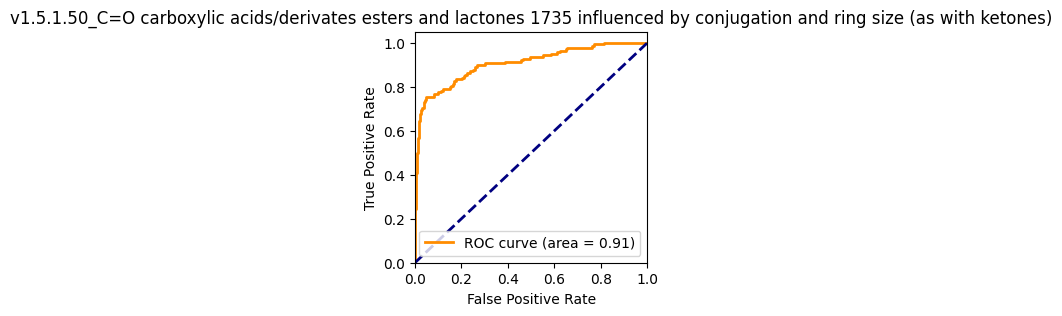 v1.5.1.50_C=O carboxylic acids/derivates esters and lactones 1735 influenced by conjugation and ring size (as with ketones)
1.0
0.8
0.6
0.4
0.2
0.0
True Positive Rate
ROC curve (area = 0.91)
0.0 0.2 0.4 0.6 0.8 1.0
False Positive Rate